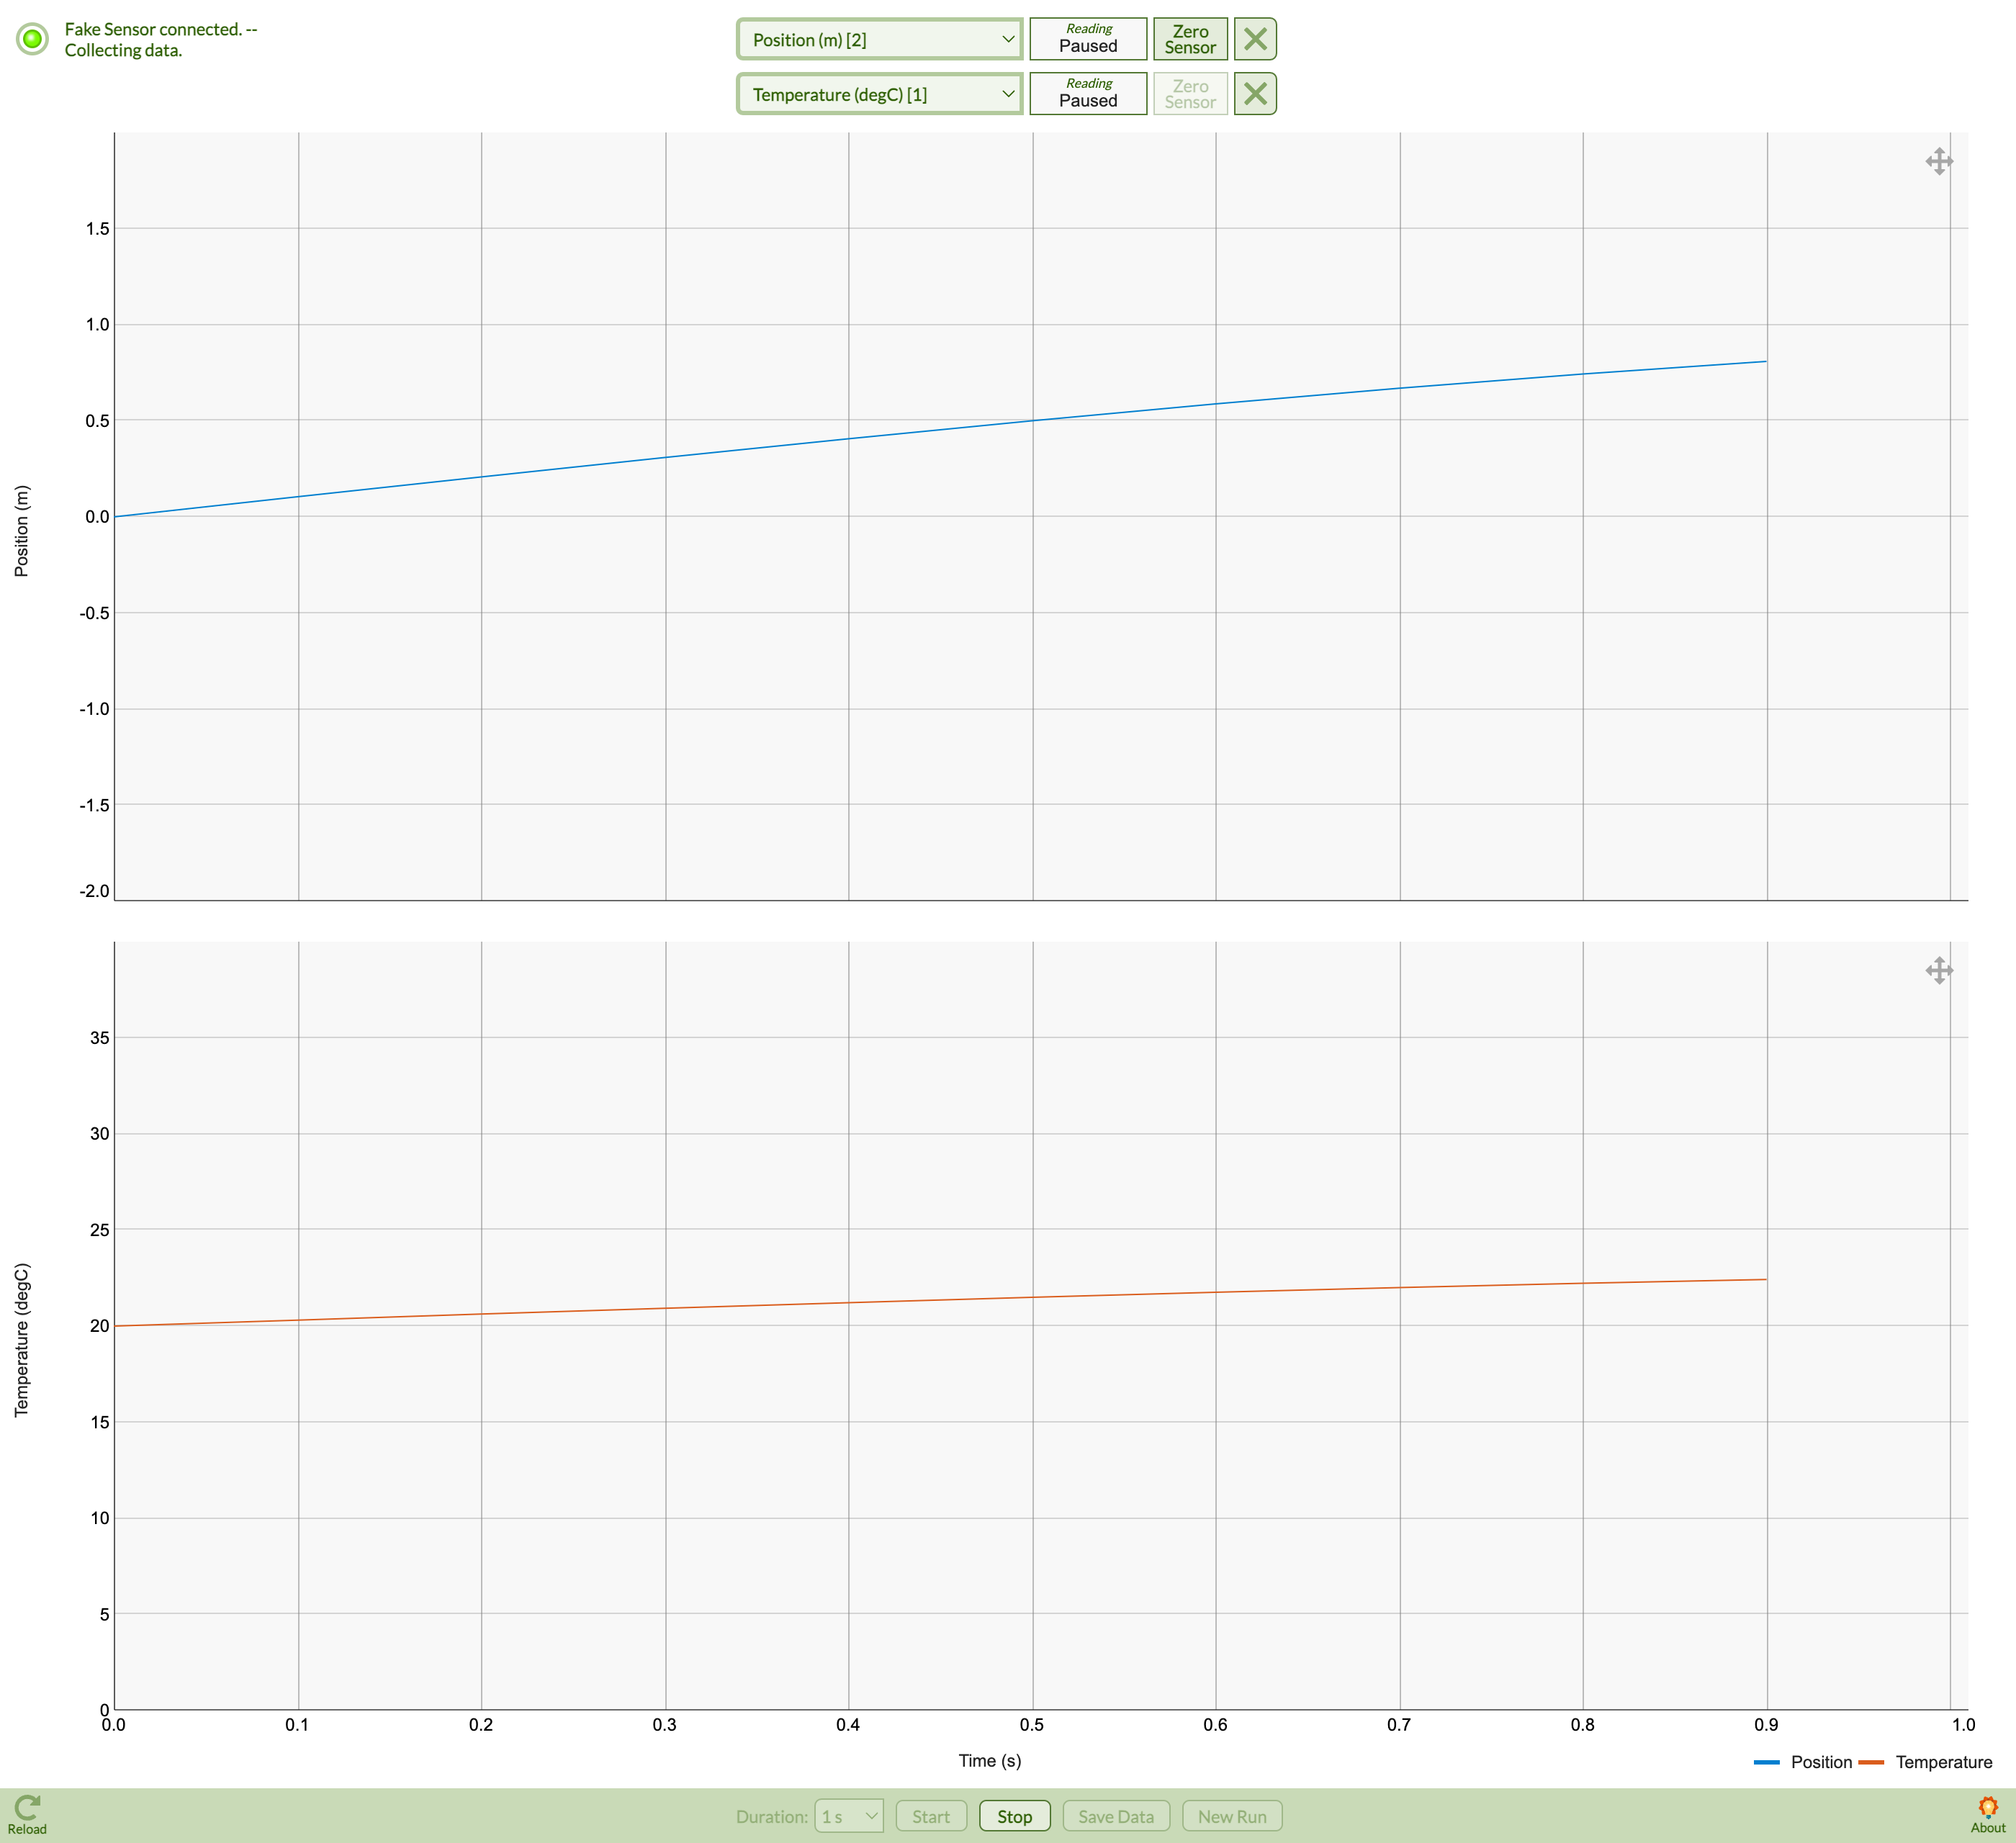 Fake Sensor connected. --
Collecting data.
Position (m) [2]
Reading
Paused
Zero
Sensor
Temperature (degC) [1]
Reading
Paused
Zero
Sensor
1.5
1.0
0.5
0.0
-0.5
-1.0
-1.5
-2.0
Position (m)
35
30
25
20
15
10
5
0
Temperature (degC)
0.0 0.1 0.2 0.3 0.4 0.5 0.6 0.7 0.8 0.9 1.0
Time (s)
Position Temperature
Reload
Duration: 1 s Start Stop Save Data New Run
About